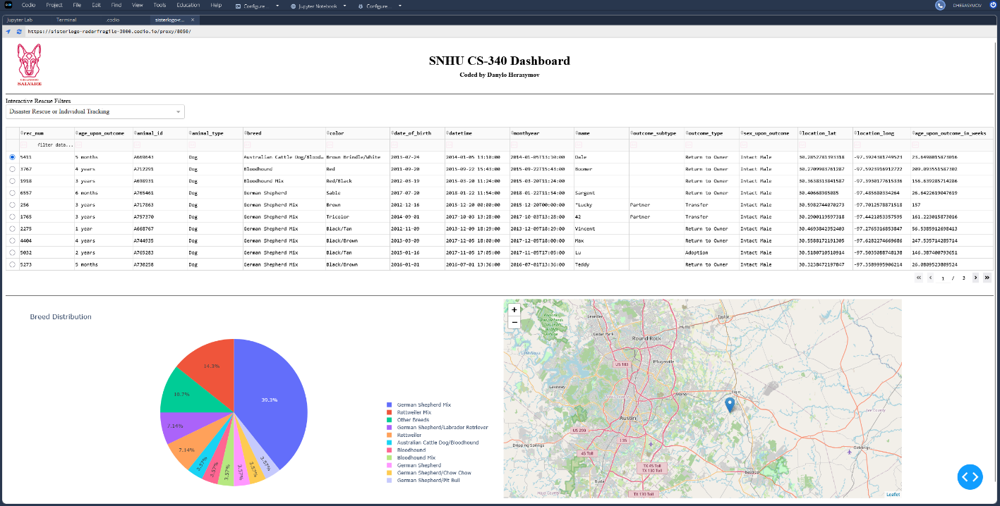 Codio Project File Edit Find View Tools Education Help Configure... Jupyter Notebook Configure... DHERASYMOV
Jupyter Lab Terminal .codio sisterlogo-r... ×
https://sisterlogo-radarfragile-3000.codio.io/proxy/8050/
GRAZIOSO
SALVARE
SNHU CS-340 Dashboard
Coded by Danylo Herasymov
Interactive Rescue Filters
Disaster Rescue or Individual Tracking
rec_num age_upon_outcome animal_id animal_type breed color date_of_birth datetime monthyear name outcome_subtype outcome_type sex_upon_outcome location_lat location_long age_upon_outcome_in_weeks
filter data...
5411 5 months A669643 Dog Australian Cattle Dog/Blood… Brown Brindle/White 2013-07-24 2014-01-05 13:10:00 2014-01-05T13:10:00 Dale Return to Owner Intact Male 30.2852781393318 -97.3924381749523 23.6498015873016
3767 4 years A712291 Dog Bloodhound Red 2011-09-20 2015-09-22 15:43:00 2015-09-22T15:43:00 Boomer Return to Owner Intact Male 30.2709983761287 -97.5923916912722 209.093551587302
1918 3 years A698931 Dog Bloodhound Mix Red/Black 2012-03-19 2015-03-20 11:24:00 2015-03-20T11:24:00 Return to Owner Intact Male 30.3638313841587 -97.3930177615336 156.639285714286
6557 6 months A765461 Dog German Shepherd Sable 2017-07-20 2018-01-22 11:54:00 2018-01-22T11:54:00 Sargent Return to Owner Intact Male 30.40668985085 -97.485680334264 26.6422619047619
256 3 years A717863 Dog German Shepherd Mix Brown 2012-12-16 2015-12-20 00:00:00 2015-12-20T00:00:00 *Lucky Partner Transfer Intact Male 30.5982744070273 -97.7012578871518 157
1765 3 years A757370 Dog German Shepherd Mix Tricolor 2014-09-01 2017-10-03 13:28:00 2017-10-03T13:28:00 42 Partner Transfer Intact Male 30.2900119597318 -97.4421053357595 161.223015873016
2275 1 year A668767 Dog German Shepherd Mix Black/Tan 2012-11-09 2013-12-09 18:29:00 2013-12-09T18:29:00 Vincent Return to Owner Intact Male 30.4693842352403 -97.2765316853847 56.5385912698413
4404 4 years A744935 Dog German Shepherd Mix Black/Brown 2013-03-09 2017-12-05 18:00:00 2017-12-05T18:00:00 Max Return to Owner Intact Male 30.5588172191305 -97.6282274669686 247.535714285714
5032 2 years A765283 Dog German Shepherd Mix Black/Tan 2015-01-16 2017-11-05 17:05:00 2017-11-05T17:05:00 Lu Adoption Intact Male 30.5180710510914 -97.5035088748138 146.387400793651
5273 5 months A730258 Dog German Shepherd Mix Black/Brown 2016-01-01 2016-07-01 13:36:00 2016-07-01T13:36:00 Teddy Return to Owner Intact Male 30.3238472197847 -97.3589995906214 26.0809523809524
1 / 3
Breed Distribution
39.3%
14.3%
10.7%
7.14%
7.14%
3.57%
3.57%
3.57%
3.57%
3.57%
3.57%
German Shepherd Mix
Rottweiler Mix
Other Breeds
German Shepherd/Labrador Retriever
Rottweiler
Australian Cattle Dog/Bloodhound
Bloodhound
Bloodhound Mix
German Shepherd
German Shepherd/Chow Chow
German Shepherd/Pit Bull
+
−
Leander
Taylor
Hutto
Cedar Park
Round Rock
US 183
Pflugerville
Lakeway
Manor
Elgin
Austin
Lee County
US 290
I 35
Dripping Springs
45 Toll
Giddings
TX 45 Toll
TX 130 Toll
Bastrop
Buda
Hays County
TX 130 Toll
Leaflet